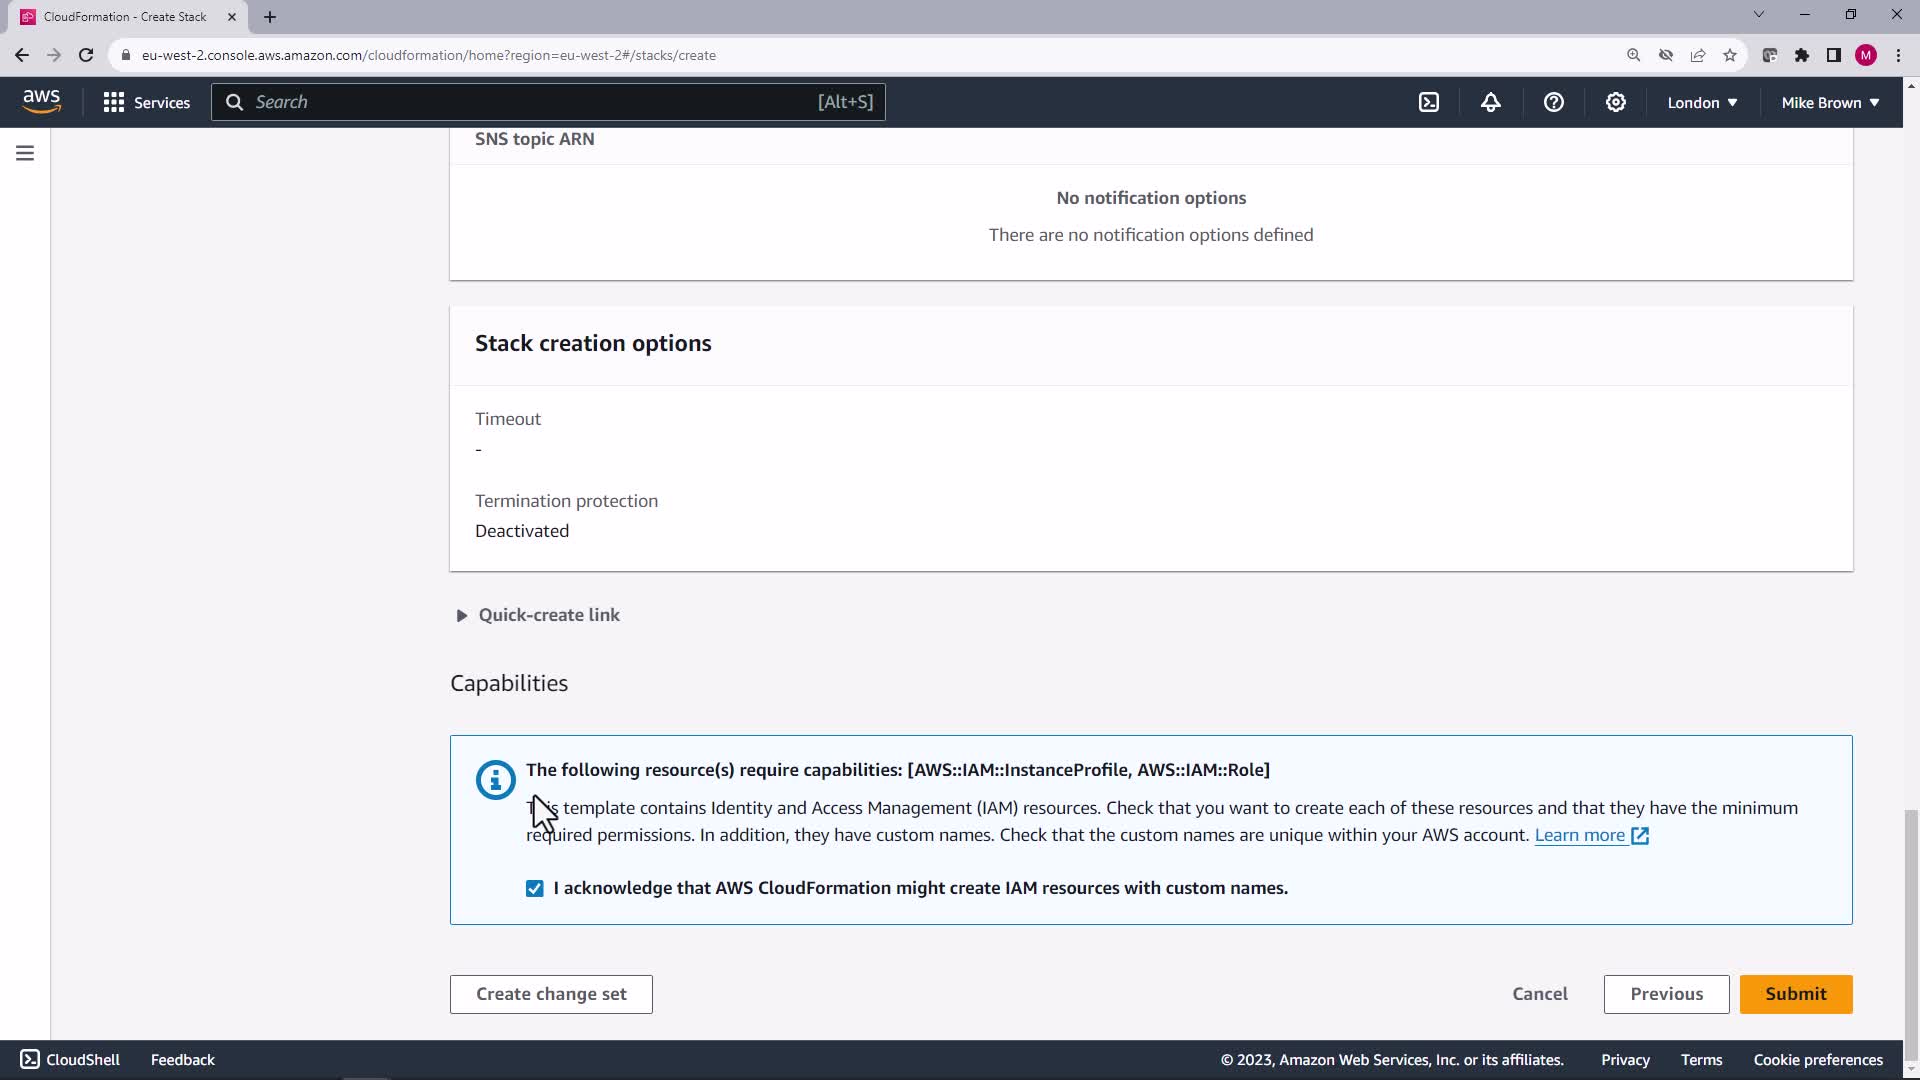 CloudFormation - Create Stack
eu-west-2.console.aws.amazon.com/cloudformation/home?region=eu-west-2#/stacks/create
M
aws
Services
Search
[Alt+S]
London
Mike Brown
SNS topic ARN
No notification options
There are no notification options defined
Stack creation options
Timeout
-
Termination protection
Deactivated
Quick-create link
Capabilities
The following resource(s) require capabilities: [AWS::IAM::InstanceProfile, AWS::IAM::Role]
This template contains Identity and Access Management (IAM) resources. Check that you want to create each of these resources and that they have the minimum
required permissions. In addition, they have custom names. Check that the custom names are unique within your AWS account. Learn more
I acknowledge that AWS CloudFormation might create IAM resources with custom names.
Create change set
Cancel
Previous
Submit
CloudShell
Feedback
© 2023, Amazon Web Services, Inc. or its affiliates.
Privacy
Terms
Cookie preferences